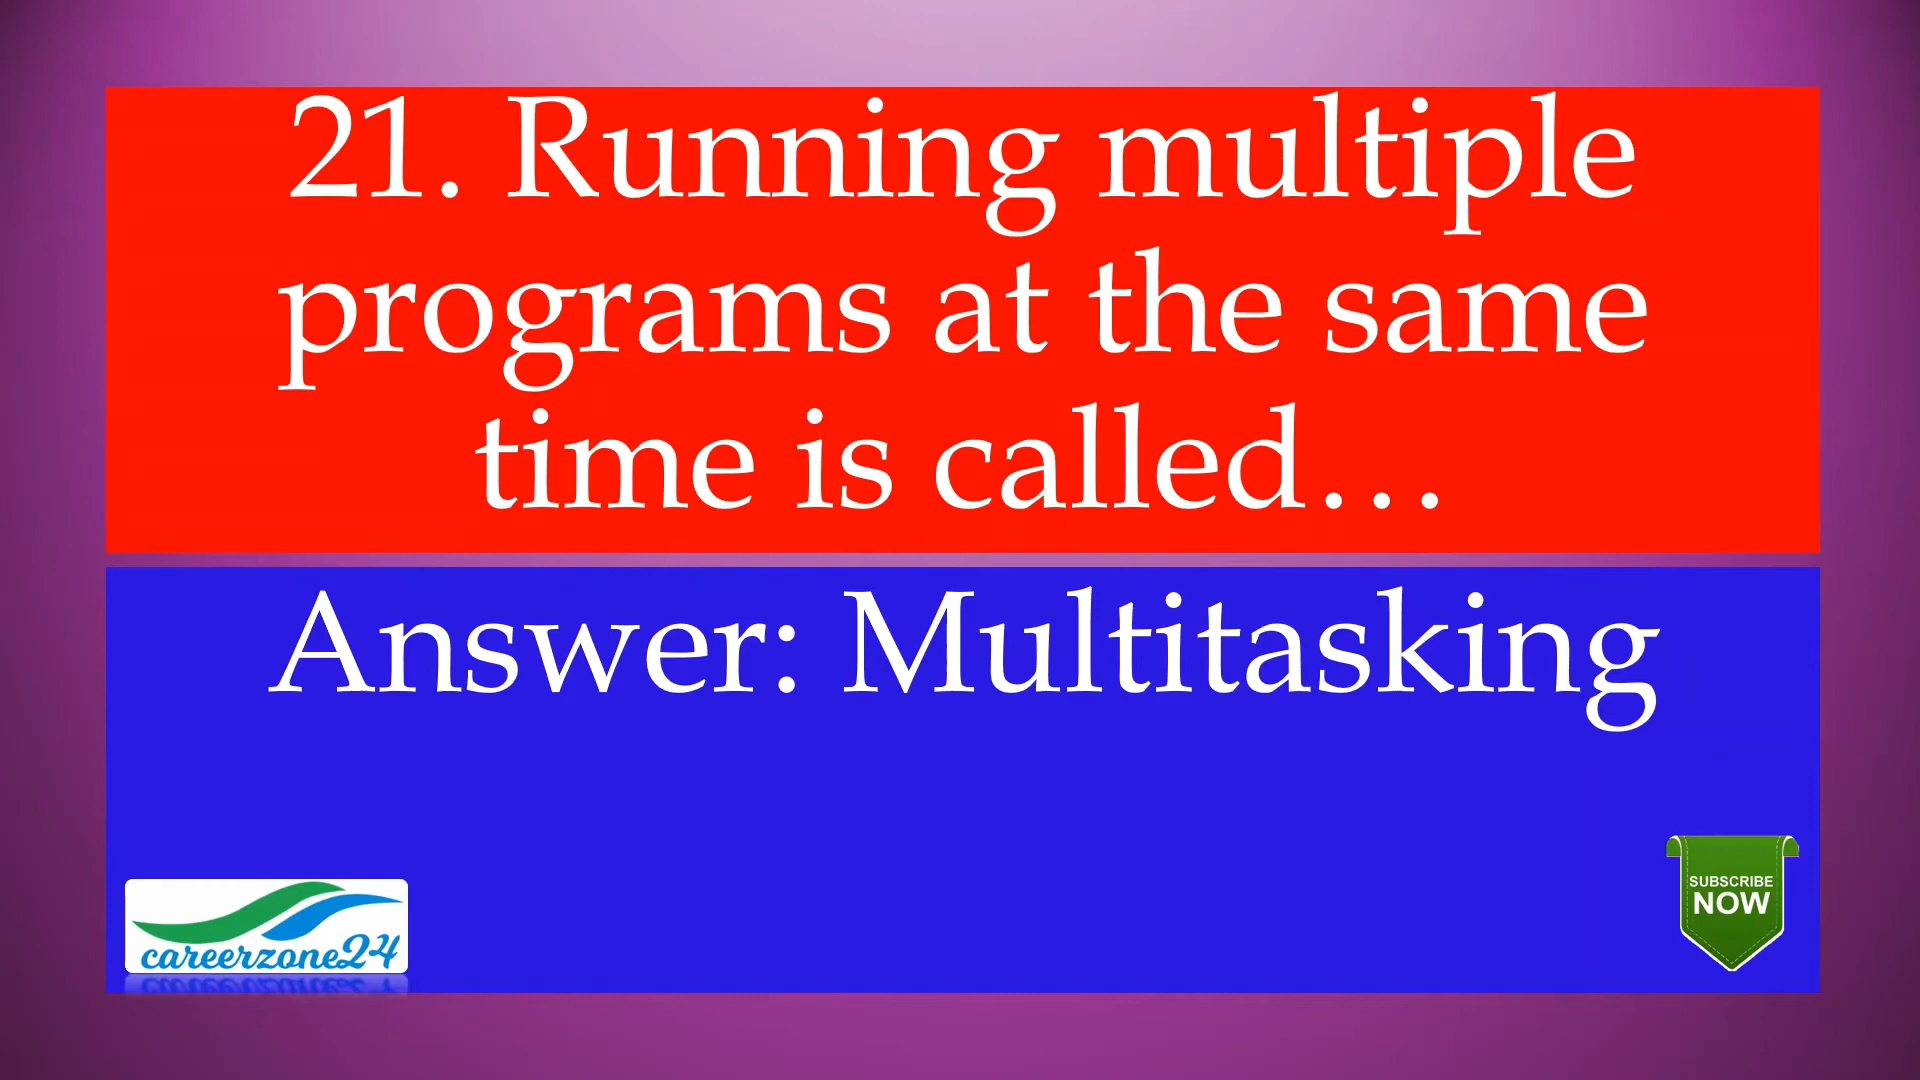 21. Running multiple
programs at the same
time is called…
Answer: Multitasking
careerzone24
SUBSCRIBE
NOW